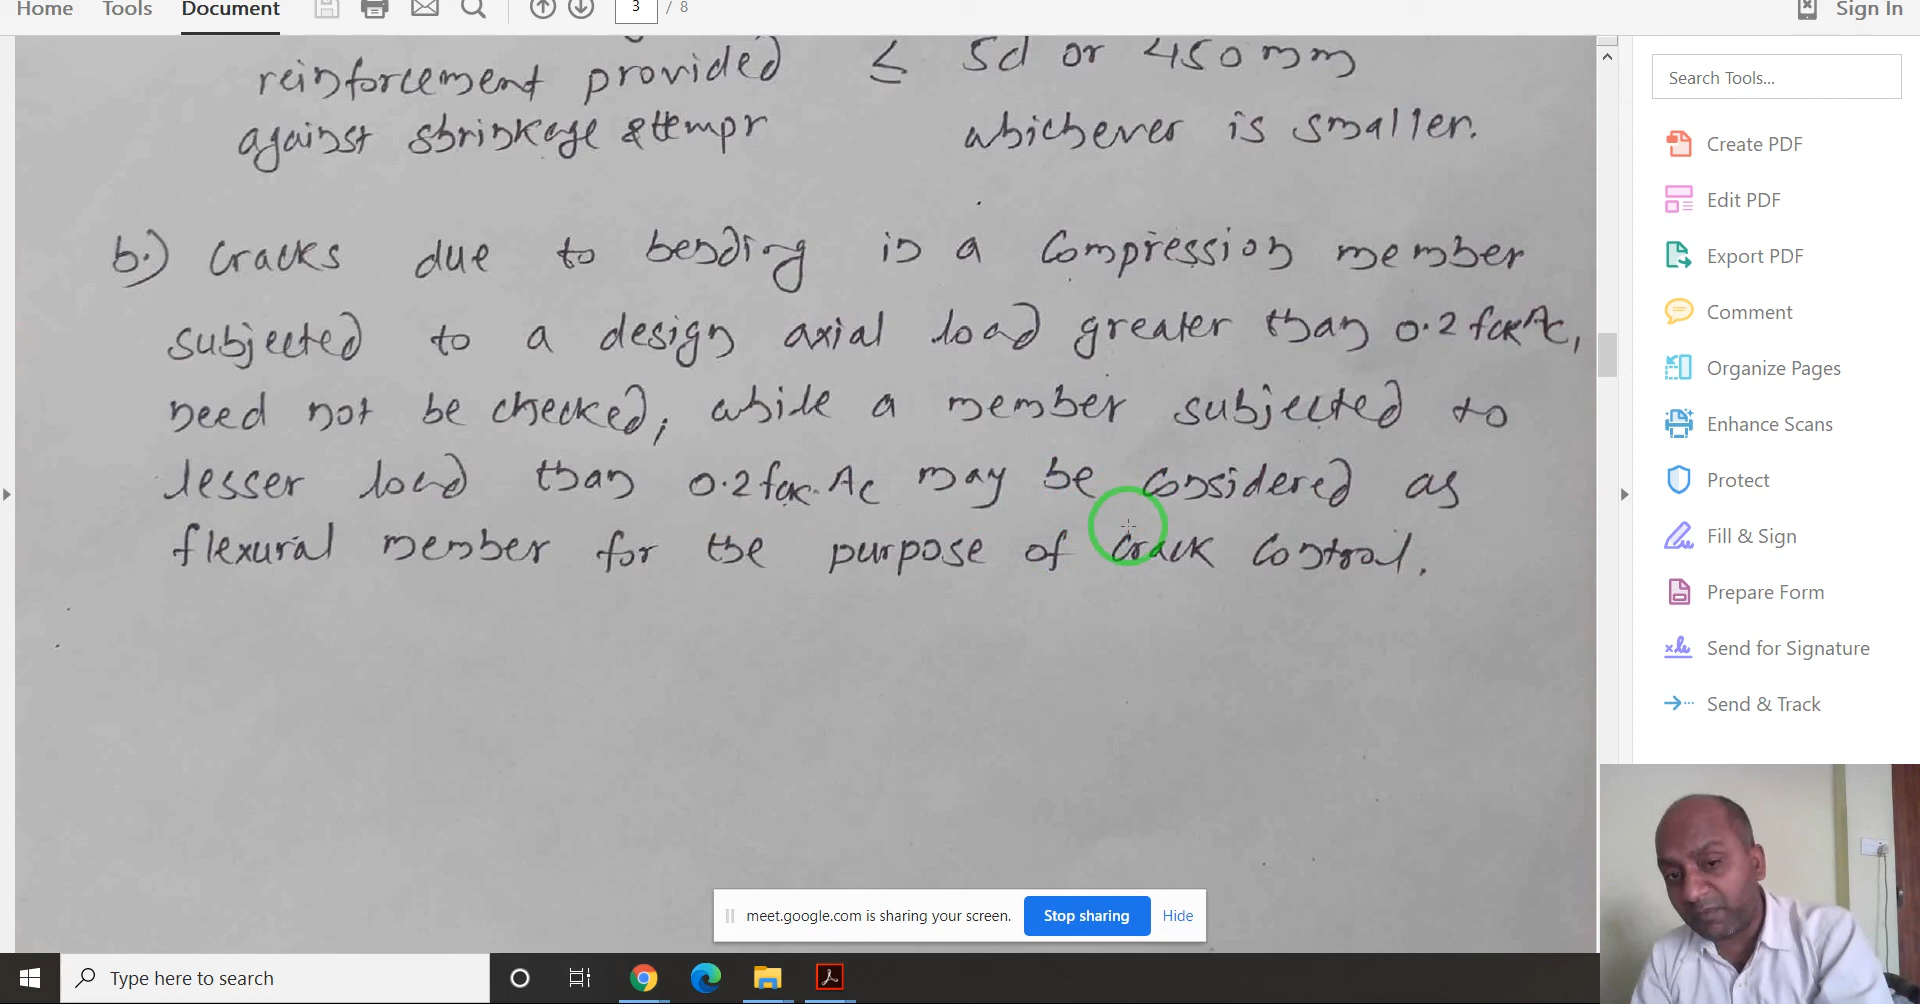 Home Tools Document 3 / 8 Sign In
reinforcement provided ≤ 5d or 450 mm
against shrinkage & tempr whichever is smaller.
b.) Cracks due to bending in a compression member
subjected to a design axial load greater than 0.2 fck Ac,
need not be checked, while a member subjected to
lesser load than 0.2 fck. Ac may be considered as
flexural member for the purpose of crack control.
Search Tools...
Create PDF
Edit PDF
Export PDF
Comment
Organize Pages
Enhance Scans
Protect
Fill & Sign
Prepare Form
Send for Signature
Send & Track
meet.google.com is sharing your screen. Stop sharing Hide
Type here to search